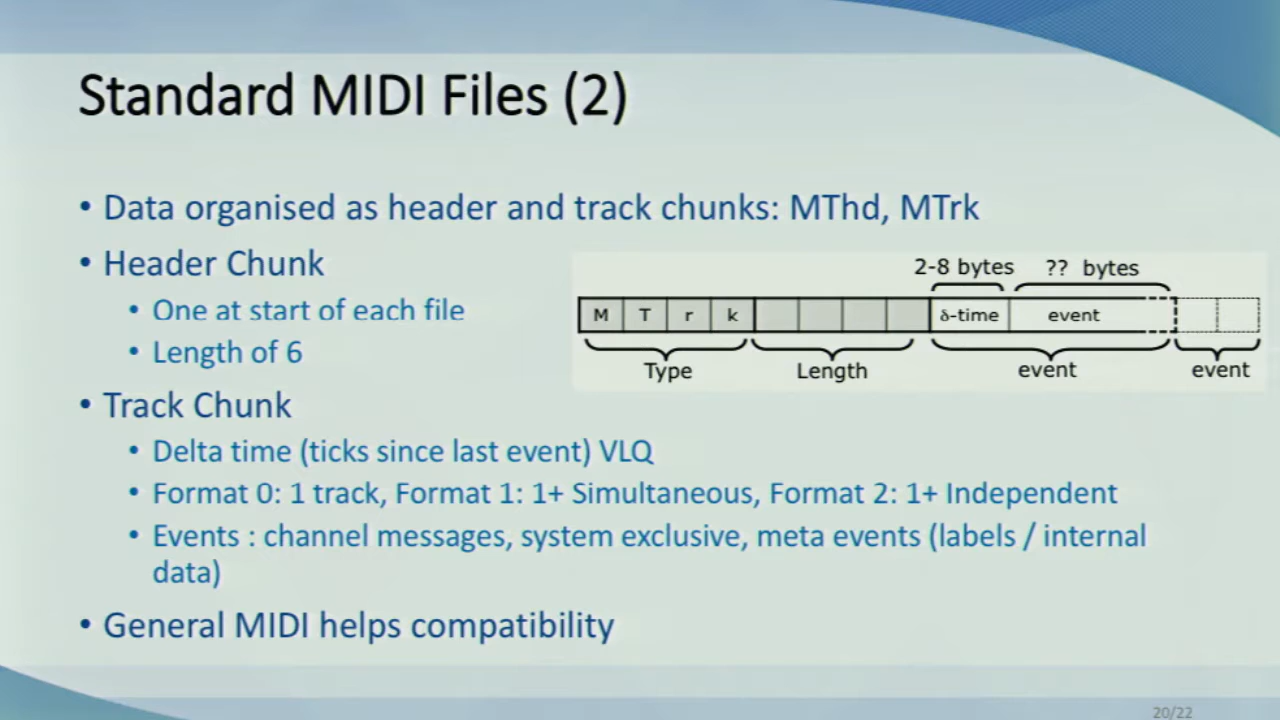 Standard MIDI Files (2)
• Data organised as header and track chunks: MThd, MTrk
• Header Chunk
• One at start of each file
• Length of 6
2-8 bytes ?? bytes
M T r k δ-time event
Type Length event event
• Track Chunk
• Delta time (ticks since last event) VLQ
• Format 0: 1 track, Format 1: 1+ Simultaneous, Format 2: 1+ Independent
• Events : channel messages, system exclusive, meta events (labels / internal
data)
• General MIDI helps compatibility
20/22